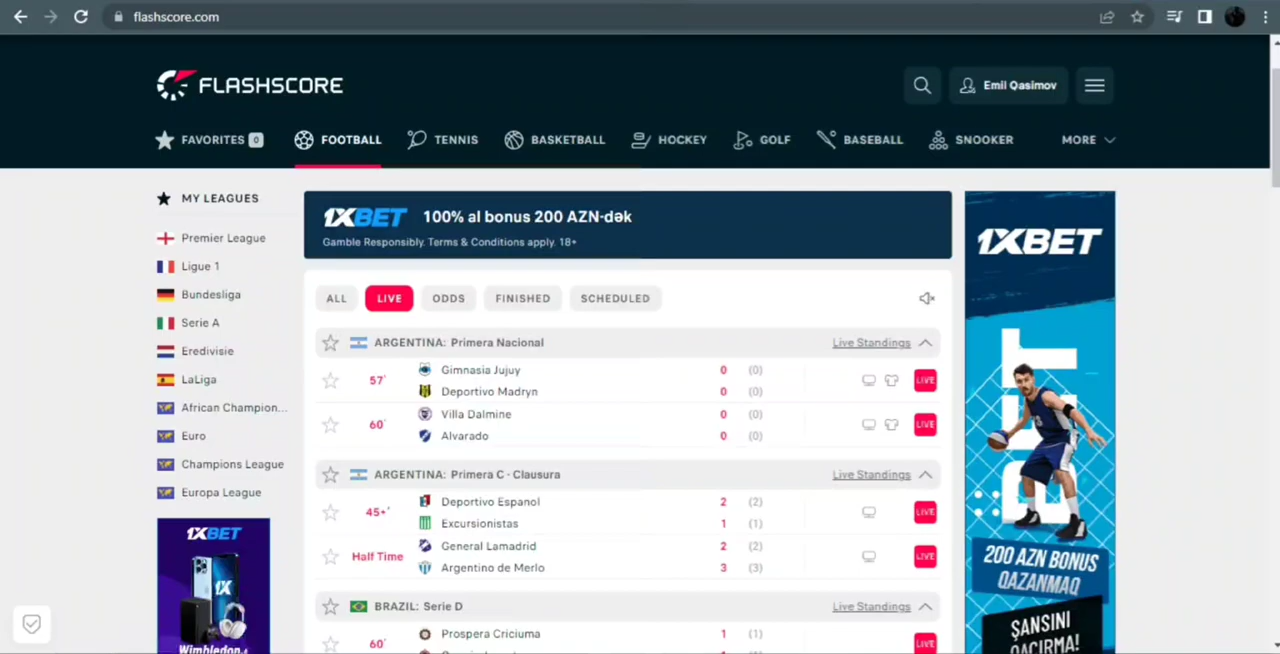 flashscore.com
FLASHSCORE
Emil Qasimov
FAVORITES 0
FOOTBALL
TENNIS
BASKETBALL
HOCKEY
GOLF
BASEBALL
SNOOKER
MORE
MY LEAGUES
Premier League
Ligue 1
Bundesliga
Serie A
Eredivisie
LaLiga
African Champion...
Euro
Champions League
Europa League
1XBET
1X
Wimbledon
1XBET 100% al bonus 200 AZN-dək
Gamble Responsibly. Terms & Conditions apply. 18+
ALL
LIVE
ODDS
FINISHED
SCHEDULED
ARGENTINA: Primera Nacional Live Standings
57' Gimnasia Jujuy 0 (0) LIVE
Deportivo Madryn 0 (0)
60' Villa Dalmine 0 (0) LIVE
Alvarado 0 (0)
ARGENTINA: Primera C - Clausura Live Standings
45+' Deportivo Espanol 2 (2) LIVE
Excursionistas 1 (1)
Half Time General Lamadrid 2 (2) LIVE
Argentino de Merlo 3 (3)
BRAZIL: Serie D Live Standings
60' Prospera Criciuma 1 (1) LIVE
1XBET
200 AZN BONUS
QAZANMAQ
ŞANSINI
QAÇIRMA!